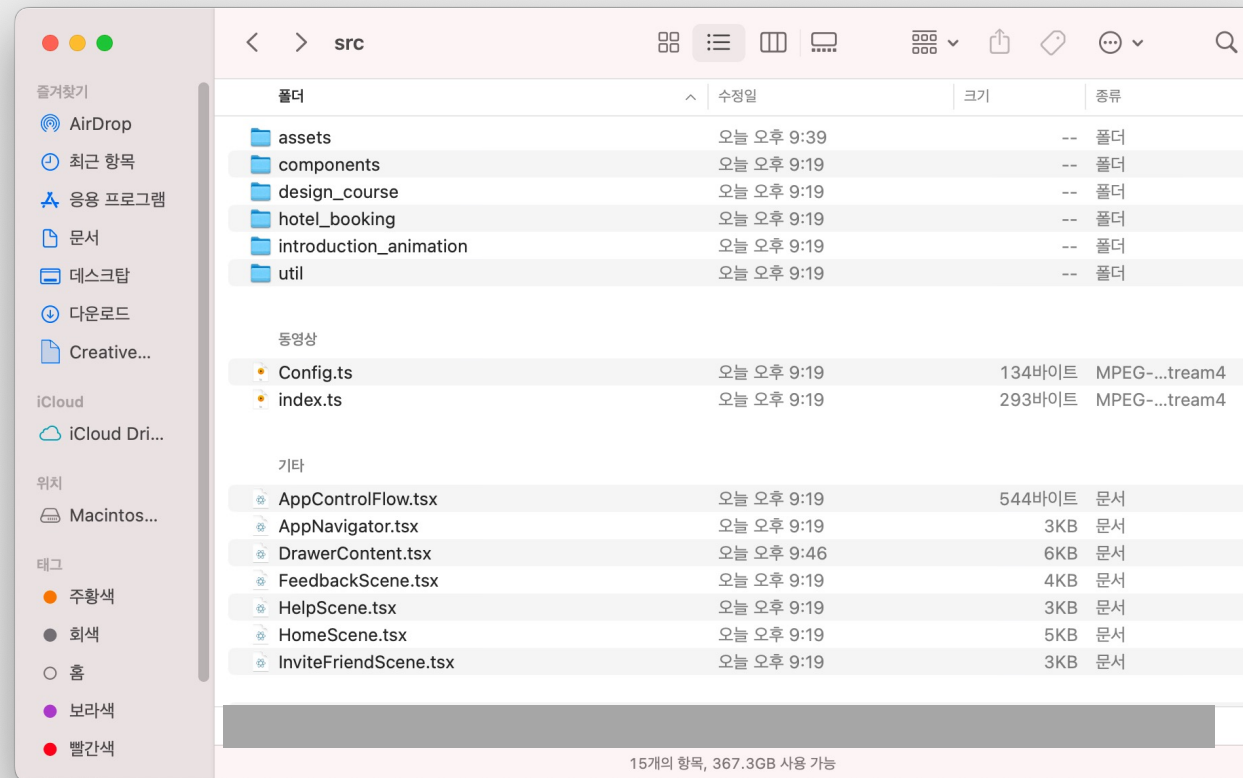 src
즐겨찾기
AirDrop
최근 항목
응용 프로그램
문서
데스크탑
다운로드
Creative...
iCloud
iCloud Dri...
위치
Macintos...
태그
주황색
회색
홈
보라색
빨간색
폴더 수정일 크기 종류
assets 오늘 오후 9:39 -- 폴더
components 오늘 오후 9:19 -- 폴더
design_course 오늘 오후 9:19 -- 폴더
hotel_booking 오늘 오후 9:19 -- 폴더
introduction_animation 오늘 오후 9:19 -- 폴더
util 오늘 오후 9:19 -- 폴더
동영상
Config.ts 오늘 오후 9:19 134바이트 MPEG-...tream4
index.ts 오늘 오후 9:19 293바이트 MPEG-...tream4
기타
AppControlFlow.tsx 오늘 오후 9:19 544바이트 문서
AppNavigator.tsx 오늘 오후 9:19 3KB 문서
DrawerContent.tsx 오늘 오후 9:46 6KB 문서
FeedbackScene.tsx 오늘 오후 9:19 4KB 문서
HelpScene.tsx 오늘 오후 9:19 3KB 문서
HomeScene.tsx 오늘 오후 9:19 5KB 문서
InviteFriendScene.tsx 오늘 오후 9:19 3KB 문서
15개의 항목, 367.3GB 사용 가능